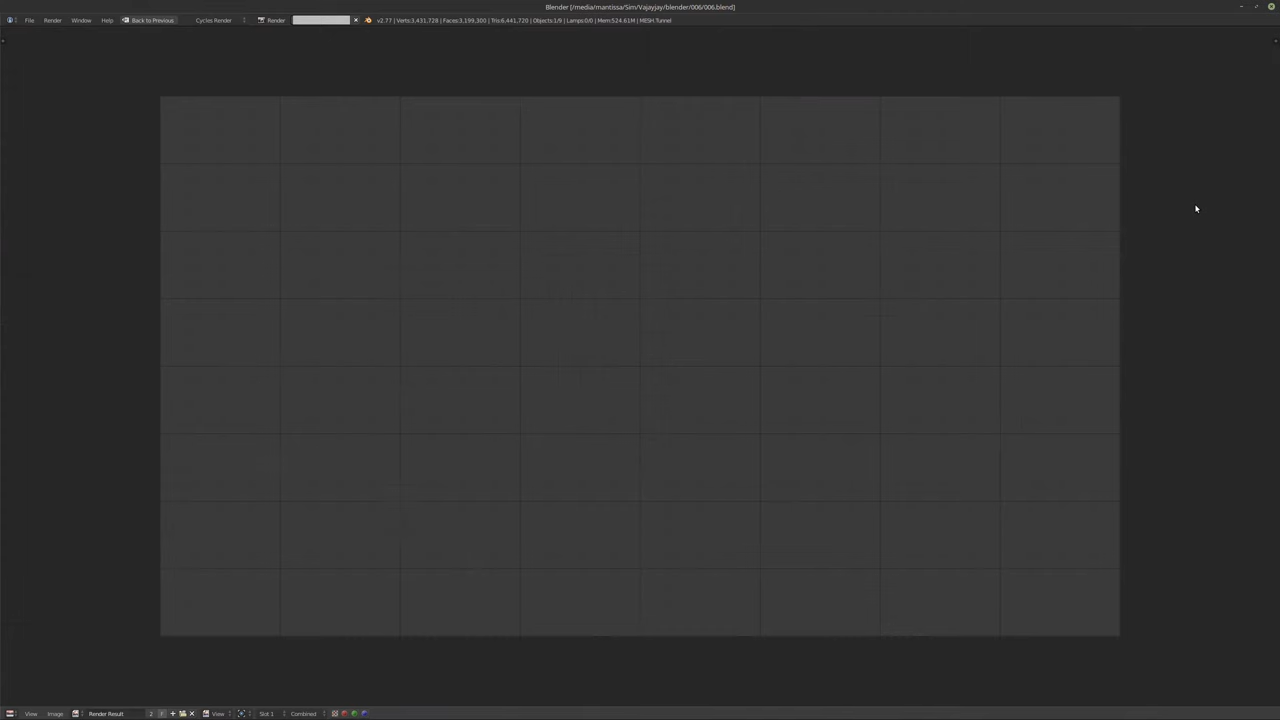 Blender [/media/mantissa/Sim/Vajayjay/blender/006/006.blend]
File Render Window Help Back to Previous Cycles Render Render v2.77 | Verts:3,431,728 | Faces:3,199,300 | Tris:6,441,720 | Objects:1/9 | Lamps:0/0 | Mem:524.61M | MESH.Tunnel
View Image Render Result 2 F View Slot 1 Combined